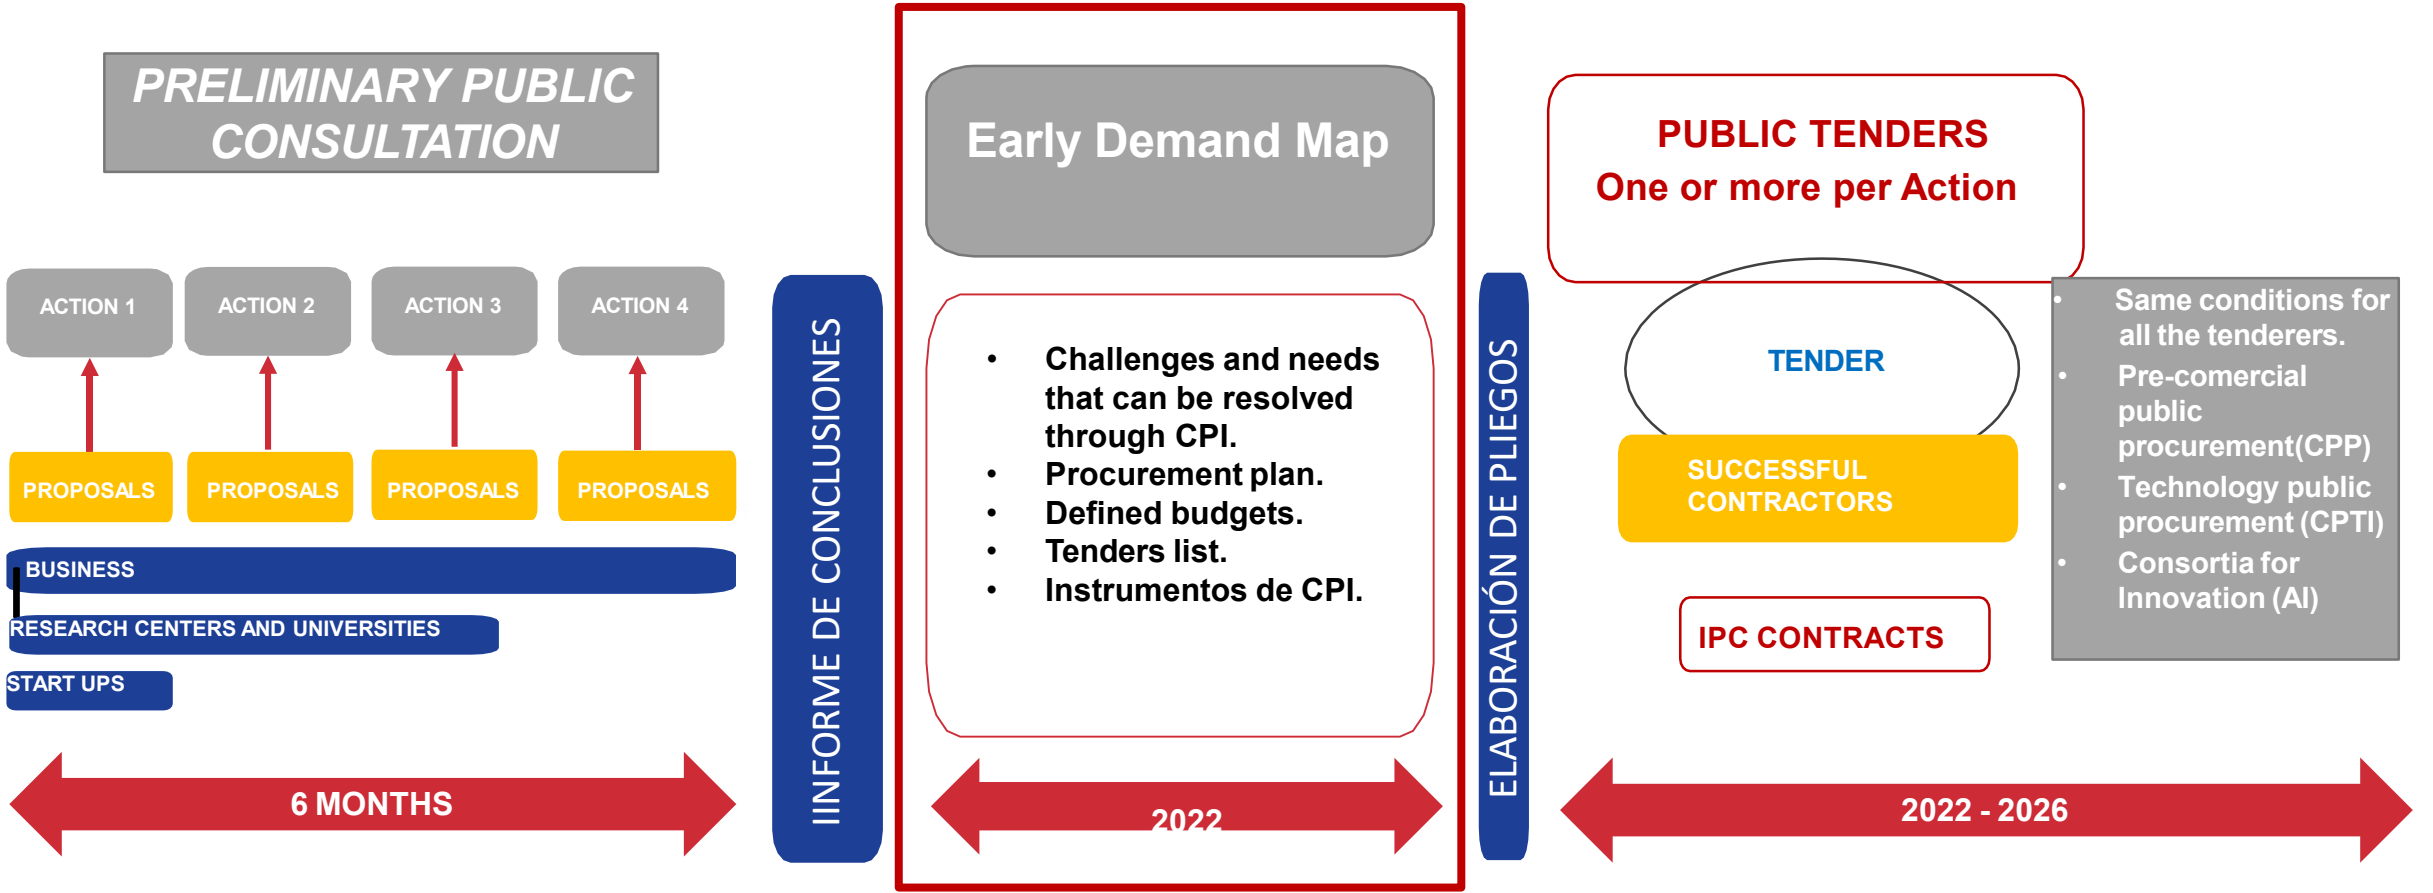 PRELIMINARY PUBLIC
CONSULTATION
ACTION 1
ACTION 2
ACTION 3
ACTION 4
PROPOSALS
PROPOSALS
PROPOSALS
PROPOSALS
BUSINESS
RESEARCH CENTERS AND UNIVERSITIES
START UPS
6 MONTHS
IINFORME DE CONCLUSIONES
Early Demand Map
• Challenges and needs
that can be resolved
through CPI.
• Procurement plan.
• Defined budgets.
• Tenders list.
• Instrumentos de CPI.
2022
ELABORACIÓN DE PLIEGOS
PUBLIC TENDERS
One or more per Action
TENDER
SUCCESSFUL
CONTRACTORS
IPC CONTRACTS
• Same conditions for
all the tenderers.
• Pre-comercial
public
procurement(CPP)
• Technology public
procurement (CPTI)
• Consortia for
Innovation (AI)
2022 - 2026